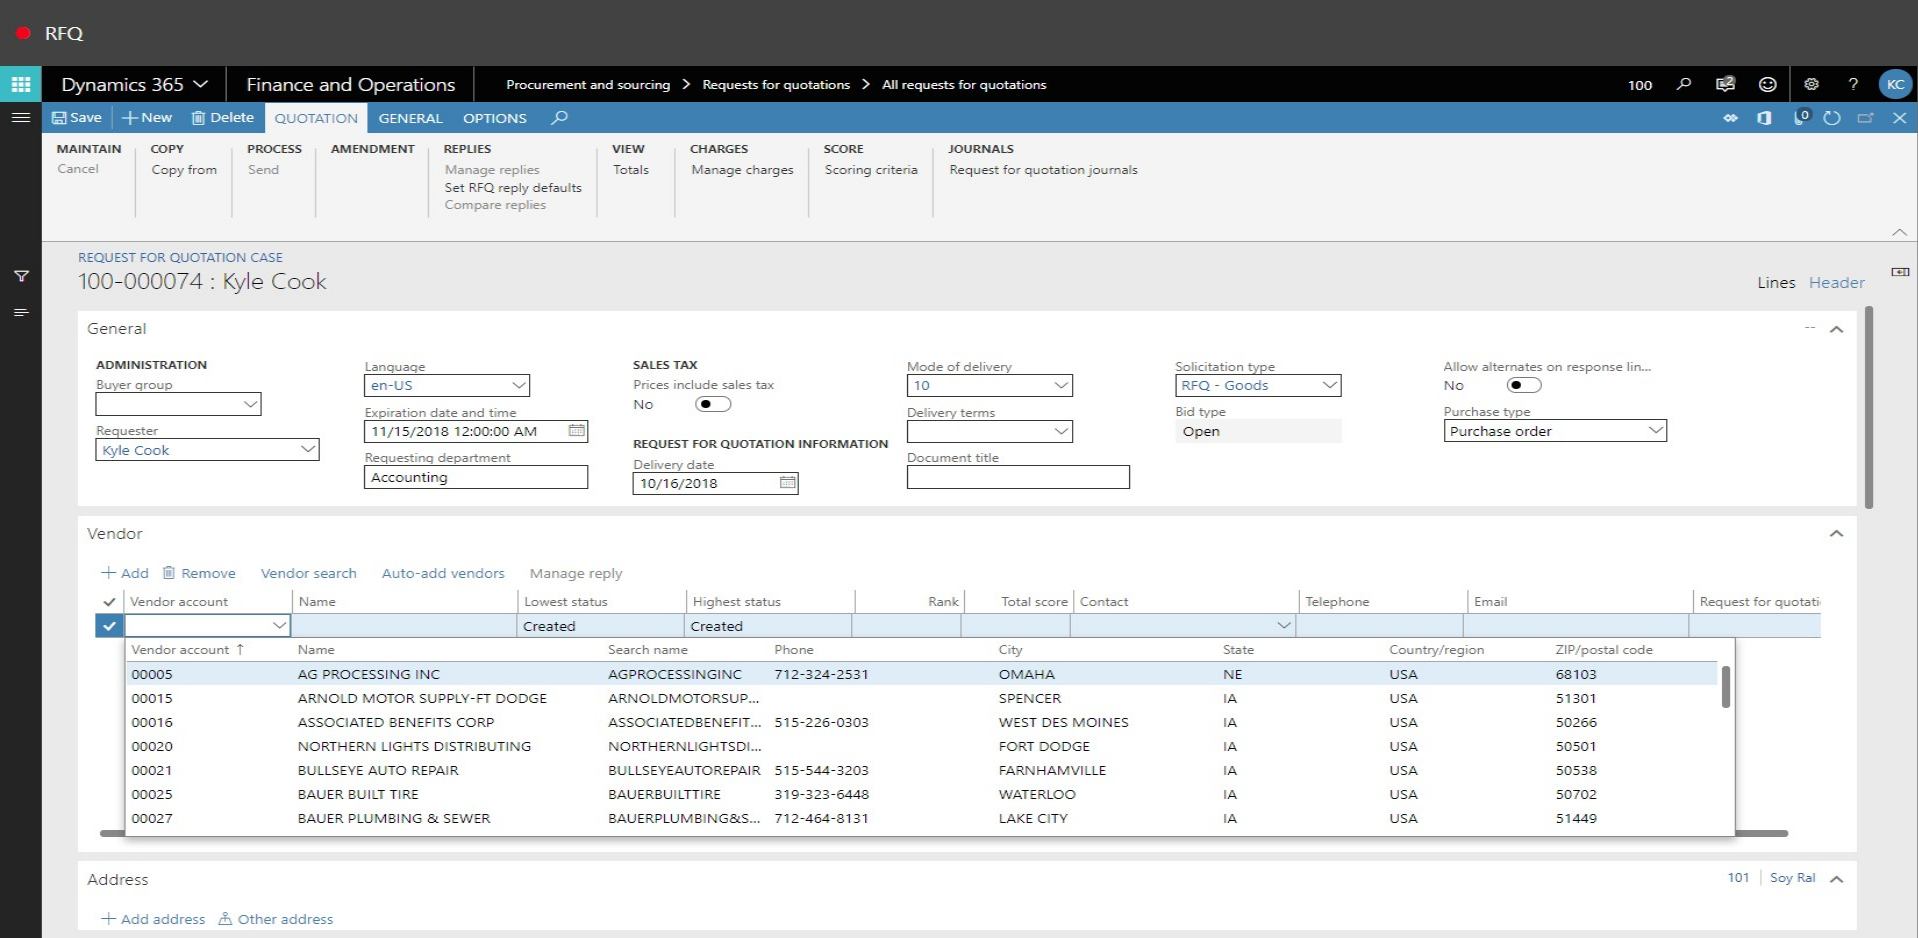 RFQ
Dynamics 365 Finance and Operations Procurement and sourcing > Requests for quotations > All requests for quotations 100 2 ? KC
Save + New Delete QUOTATION GENERAL OPTIONS 0
MAINTAIN COPY PROCESS AMENDMENT REPLIES VIEW CHARGES SCORE JOURNALS
Cancel Copy from Send Manage replies Totals Manage charges Scoring criteria Request for quotation journals
Set RFQ reply defaults
Compare replies
REQUEST FOR QUOTATION CASE
100-000074 : Kyle Cook
Lines Header
General --
ADMINISTRATION Language SALES TAX Mode of delivery Solicitation type Allow alternates on response lin...
Buyer group en-US Prices include sales tax 10 RFQ - Goods No
No
Expiration date and time Delivery terms Bid type Purchase type
Requester 11/15/2018 12:00:00 AM REQUEST FOR QUOTATION INFORMATION Open Purchase order
Kyle Cook Requesting department Delivery date Document title
Accounting 10/16/2018
Vendor
+ Add Remove Vendor search Auto-add vendors Manage reply
Vendor account Name Lowest status Highest status Rank Total score Contact Telephone Email Request for quotati
Created Created
Vendor account ↑ Name Search name Phone City State Country/region ZIP/postal code
00005 AG PROCESSING INC AGPROCESSINGINC 712-324-2531 OMAHA NE USA 68103
00015 ARNOLD MOTOR SUPPLY-FT DODGE ARNOLDMOTORSUP... SPENCER IA USA 51301
00016 ASSOCIATED BENEFITS CORP ASSOCIATEDBENEFIT... 515-226-0303 WEST DES MOINES IA USA 50266
00020 NORTHERN LIGHTS DISTRIBUTING NORTHERNLIGHTSDI... FORT DODGE IA USA 50501
00021 BULLSEYE AUTO REPAIR BULLSEYEAUTOREPAIR 515-544-3203 FARNHAMVILLE IA USA 50538
00025 BAUER BUILT TIRE BAUERBUILTTIRE 319-323-6448 WATERLOO IA USA 50702
00027 BAUER PLUMBING & SEWER BAUERPLUMBING&S... 712-464-8131 LAKE CITY IA USA 51449
Address 101 Soy Ral
+ Add address Other address